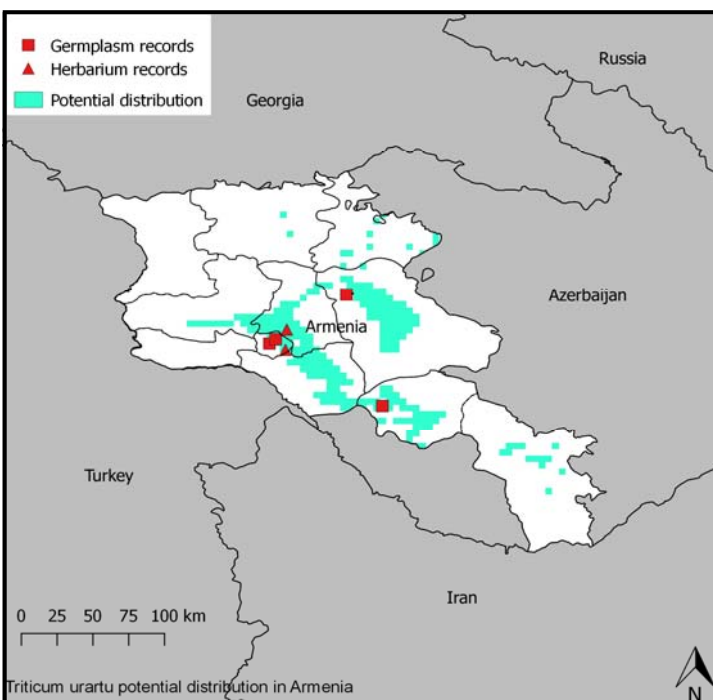 Germplasm records
Herbarium records
Potential distribution
Russia
Georgia
Azerbaijan
Armenia
Turkey
Iran
0 25 50 75 100 km
Triticum urartu potential distribution in Armenia
N